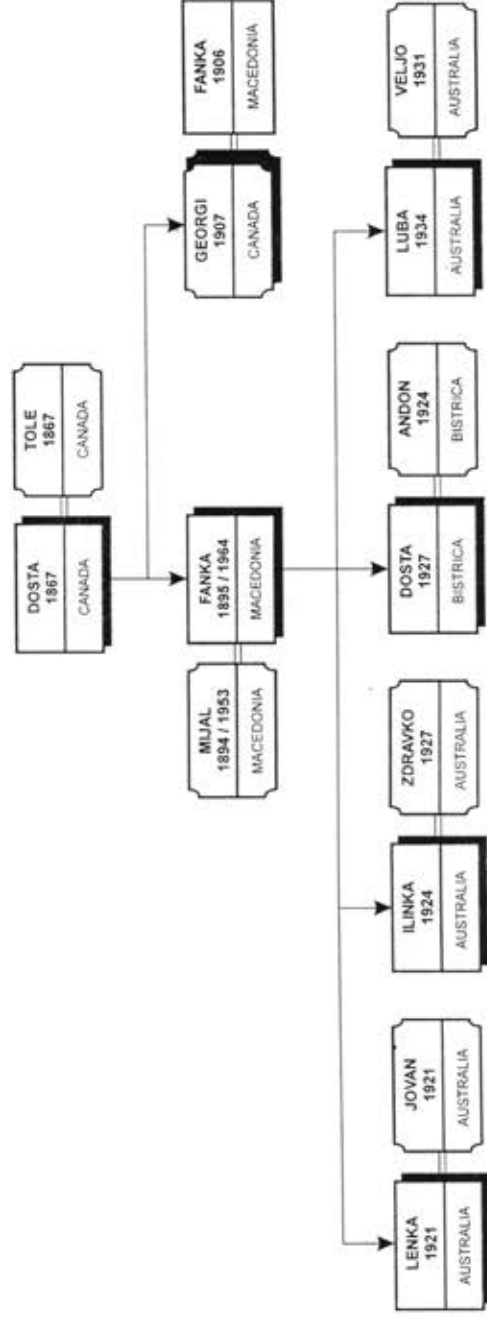 DOSTA
1867
CANADA
TOLE
1867
CANADA
MIJAL
1894 / 1953
MACEDONIA
FANKA
1895 / 1964
MACEDONIA
GEORGI
1907
CANADA
FANKA
1906
MACEDONIA
LENKA
1921
AUSTRALIA
JOVAN
1921
AUSTRALIA
ILINKA
1924
AUSTRALIA
ZDRAVKO
1927
AUSTRALIA
DOSTA
1927
BISTRICA
ANDON
1924
BISTRICA
LUBA
1934
AUSTRALIA
VELJO
1931
AUSTRALIA